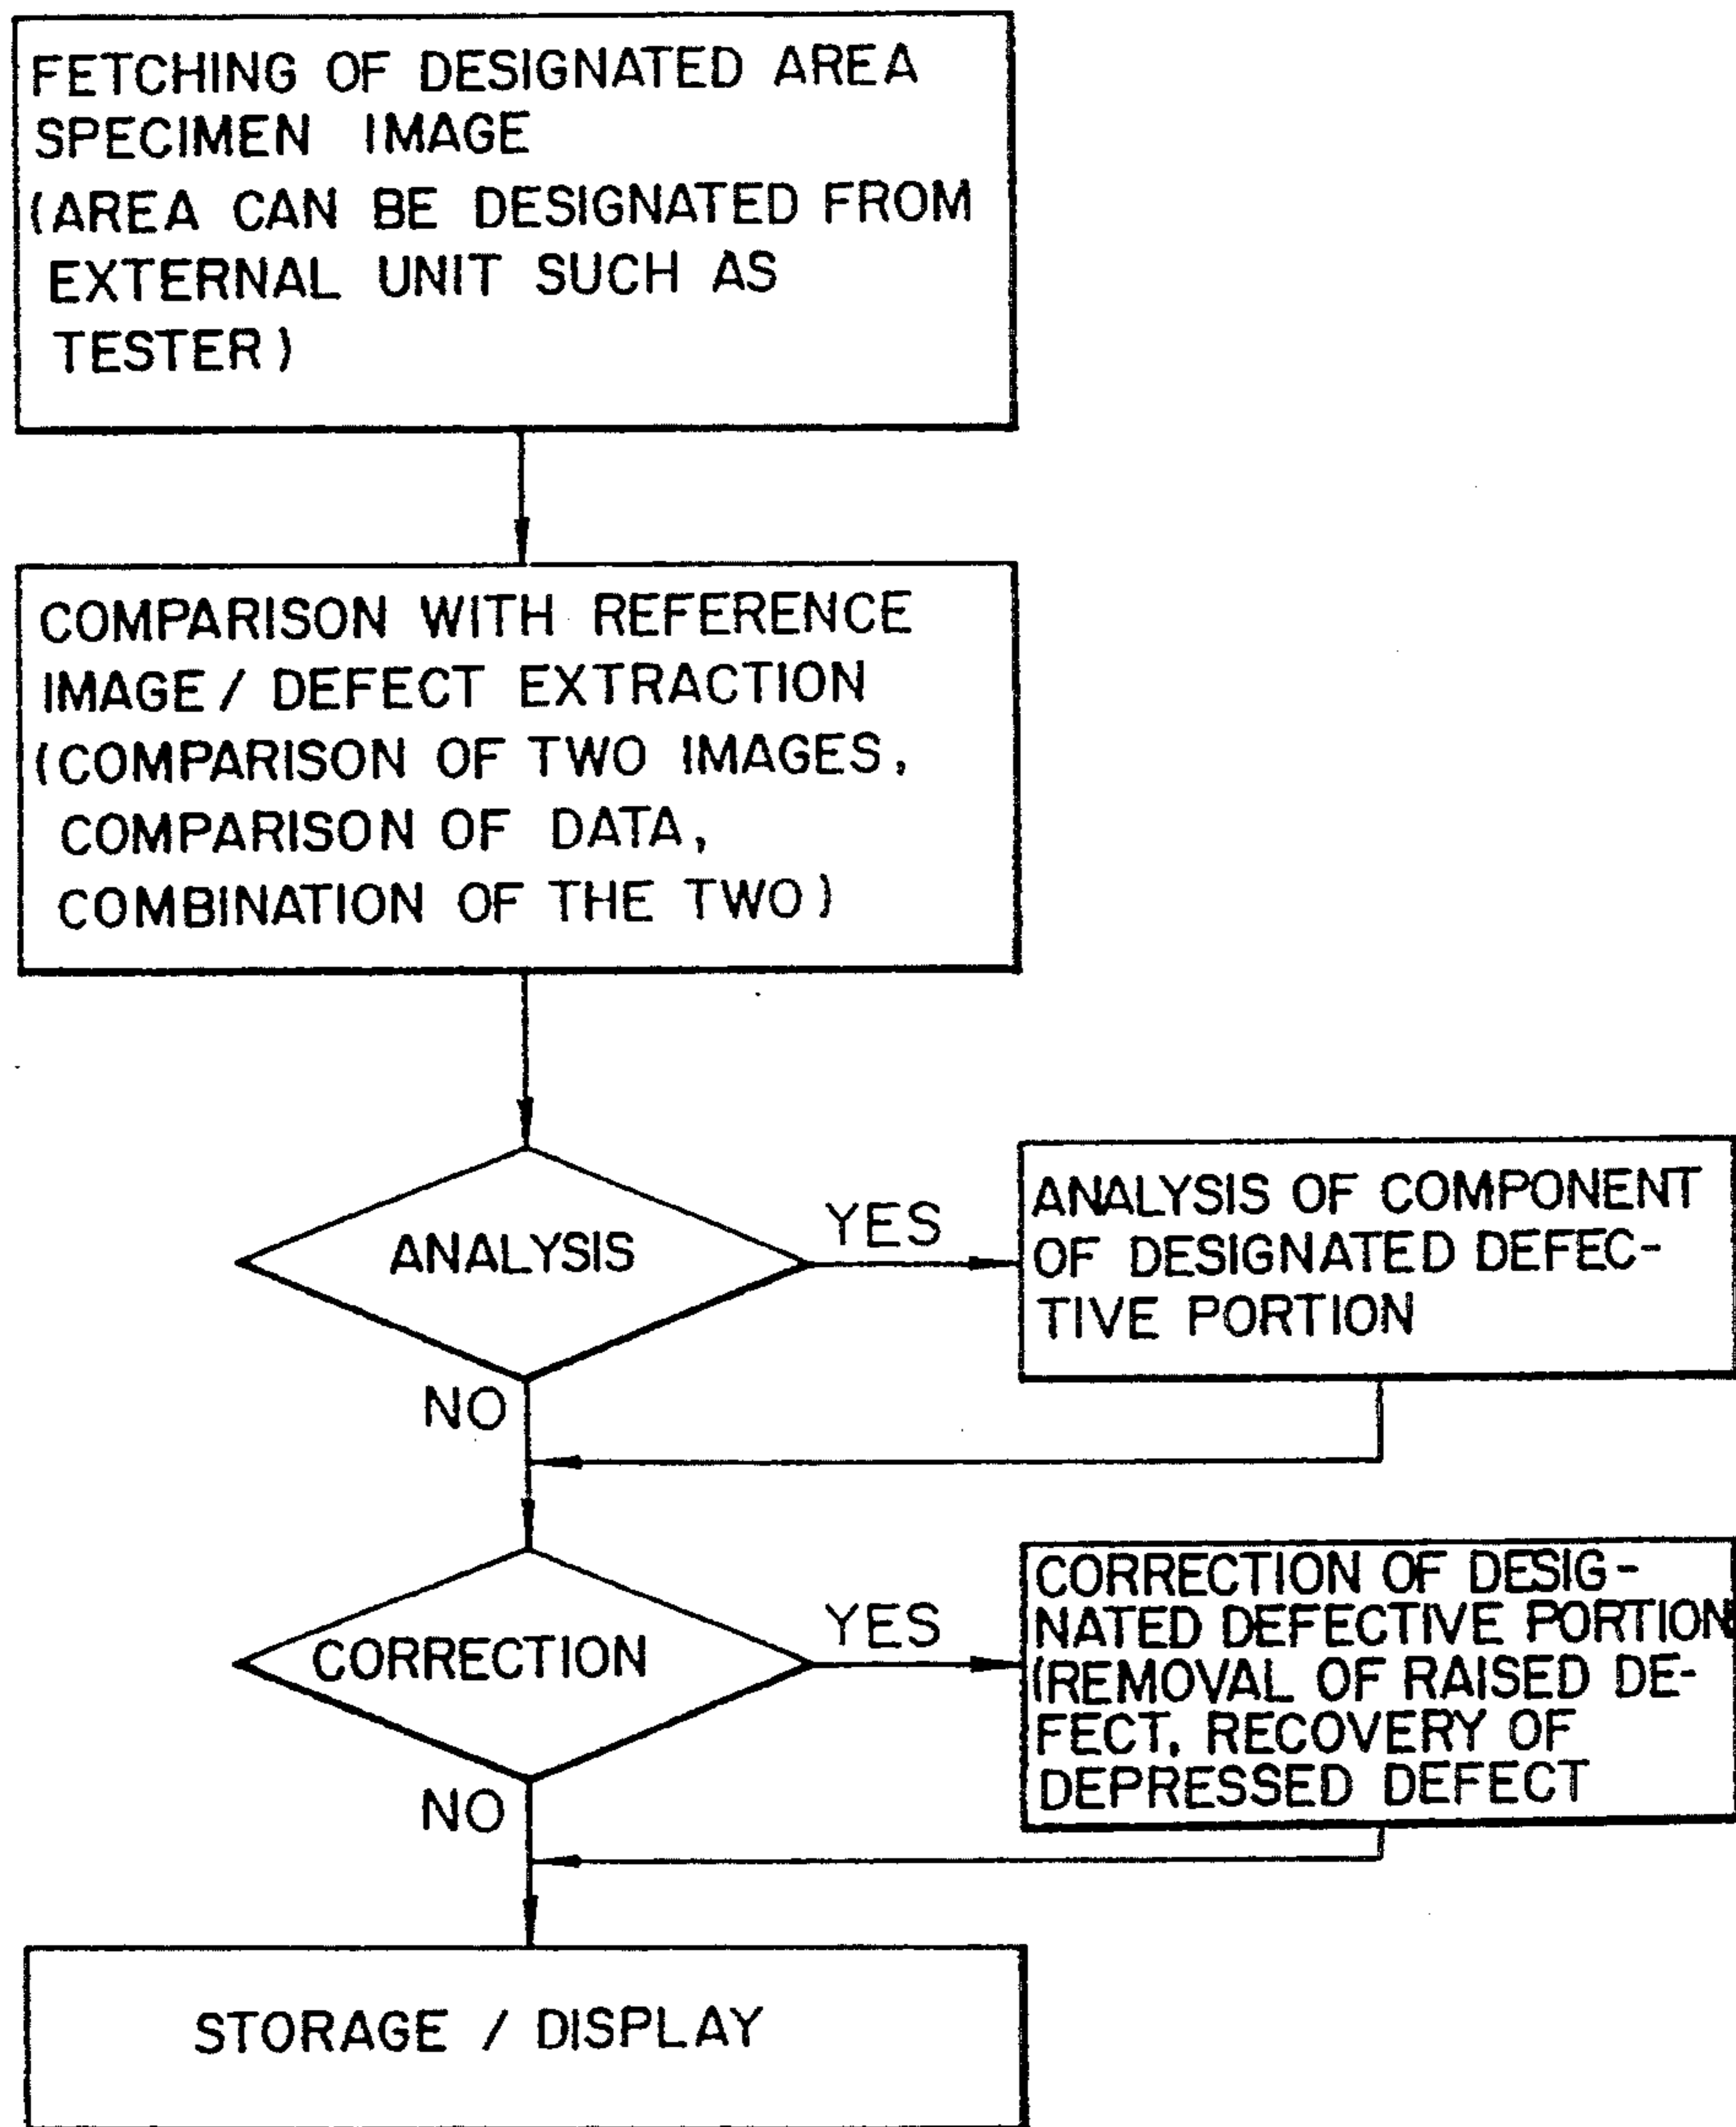 FETCHING OF DESIGNATED AREA
SPECIMEN IMAGE
(AREA CAN BE DESIGNATED FROM
EXTERNAL UNIT SUCH AS
TESTER)
COMPARISON WITH REFERENCE
IMAGE / DEFECT EXTRACTION
(COMPARISON OF TWO IMAGES,
COMPARISON OF DATA,
COMBINATION OF THE TWO)
ANALYSIS
YES
ANALYSIS OF COMPONENT
OF DESIGNATED DEFEC-
TIVE PORTION
NO
CORRECTION
YES
CORRECTION OF DESIG-
NATED DEFECTIVE PORTION
(REMOVAL OF RAISED DE-
FECT, RECOVERY OF
DEPRESSED DEFECT
NO
STORAGE / DISPLAY